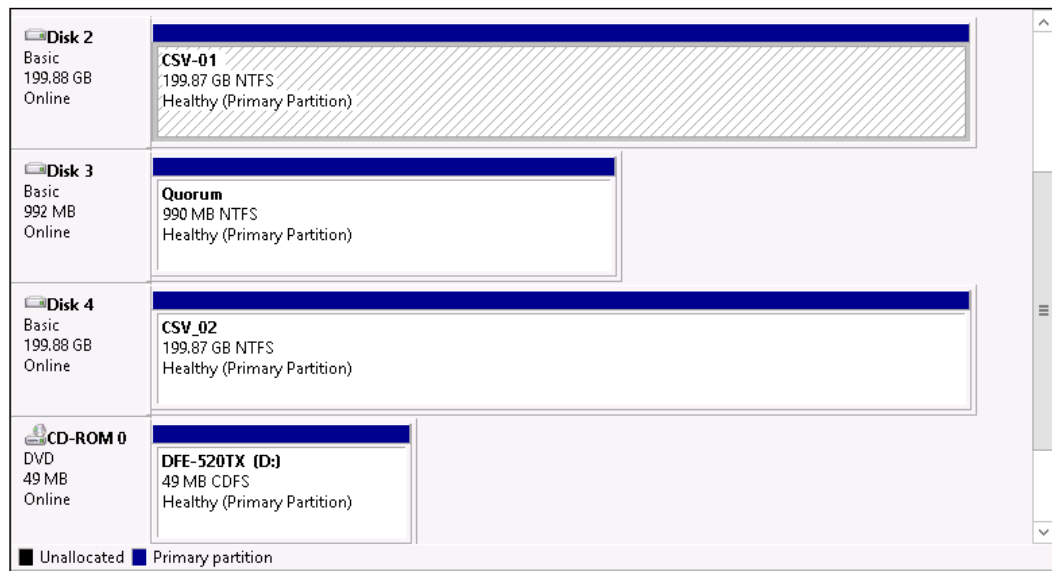 Disk 2
Basic
199.88 GB
Online
CSV-01
199.87 GB NTFS
Healthy (Primary Partition)
Disk 3
Basic
992 MB
Online
Quorum
990 MB NTFS
Healthy (Primary Partition)
Disk 4
Basic
199.88 GB
Online
CSV_02
199.87 GB NTFS
Healthy (Primary Partition)
CD-ROM 0
DVD
49 MB
Online
DFE-520TX (D:)
49 MB CDFS
Healthy (Primary Partition)
Unallocated Primary partition